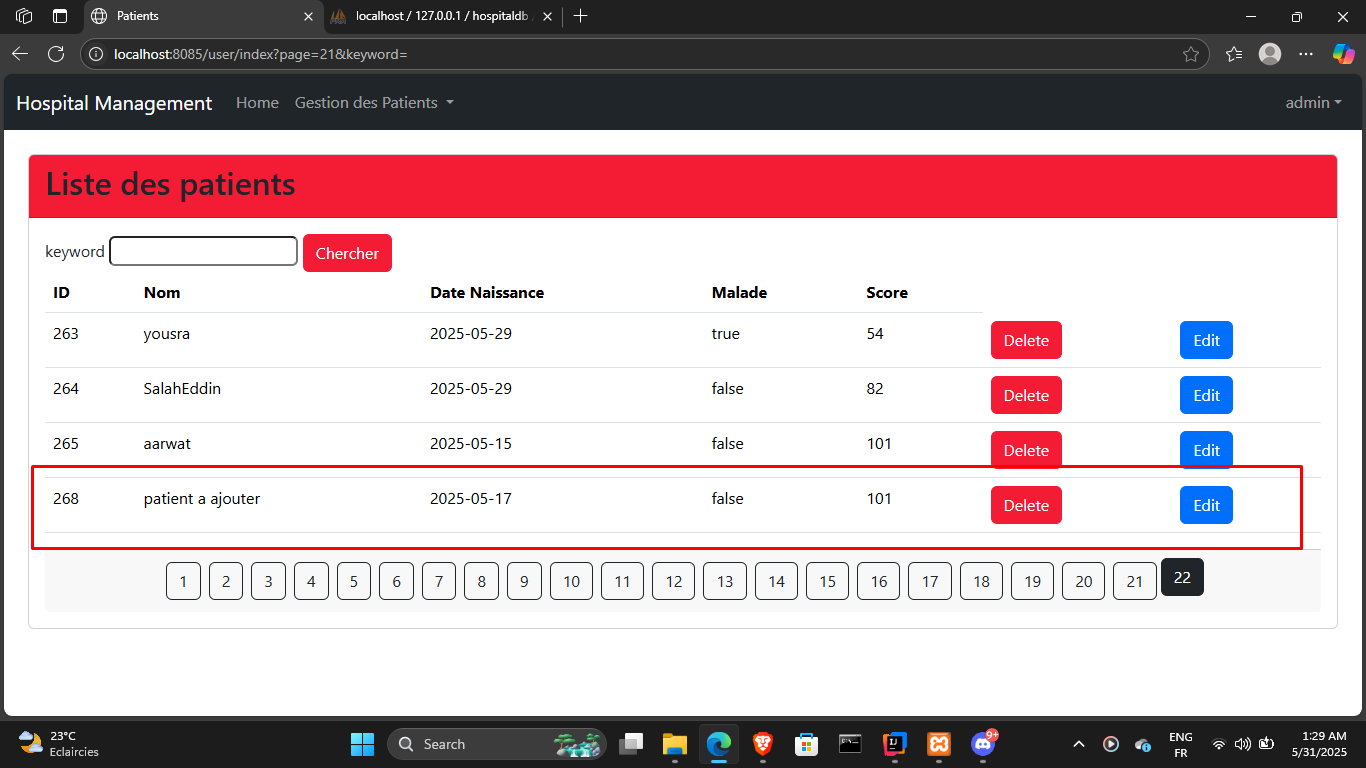 Patients
localhost / 127.0.0.1 / hospitaldb
localhost:8085/user/index?page=21&keyword=
Hospital Management Home Gestion des Patients admin
Liste des patients
keyword Chercher
ID Nom Date Naissance Malade Score
263 yousra 2025-05-29 true 54 Delete Edit
264 SalahEddin 2025-05-29 false 82 Delete Edit
265 aarwat 2025-05-15 false 101 Delete Edit
268 patient a ajouter 2025-05-17 false 101 Delete Edit
1 2 3 4 5 6 7 8 9 10 11 12 13 14 15 16 17 18 19 20 21 22
23°C
Eclaircies
Search
9+
ENG
FR
1:29 AM
5/31/2025